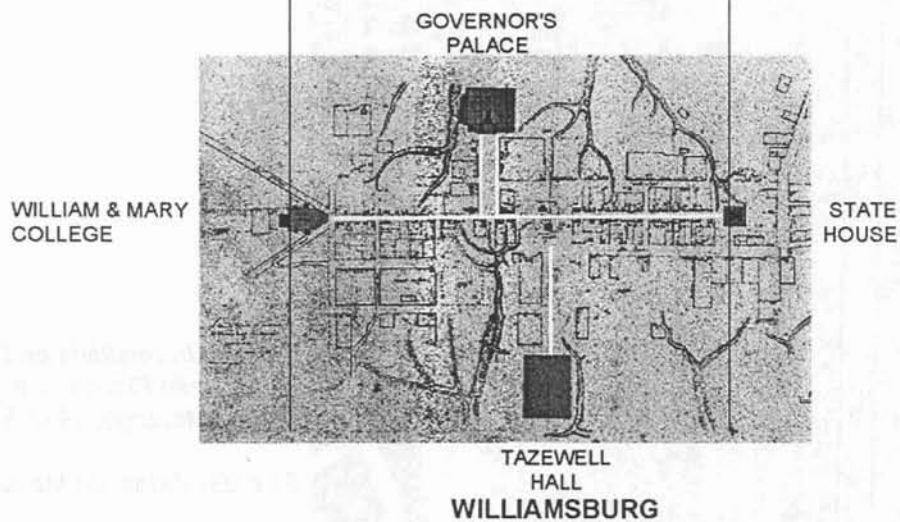 GOVERNOR'S
PALACE
WILLIAM & MARY
COLLEGE
STATE
HOUSE
TAZEWELL
HALL
WILLIAMSBURG